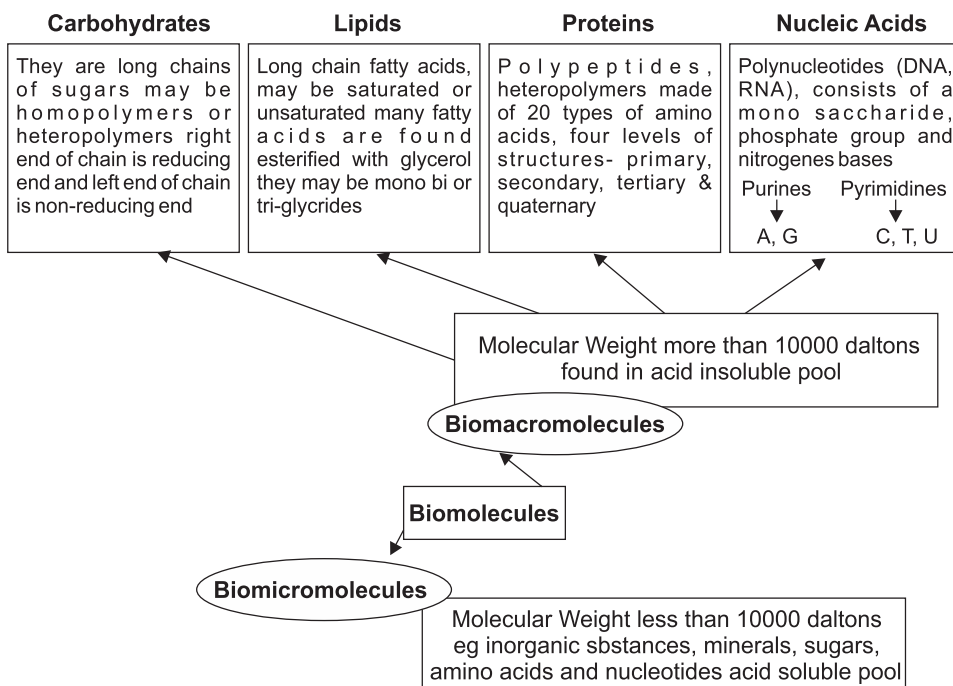 Carbohydrates
They are long chains
of sugars may be
homopolymers or
heteropolymers right
end of chain is reducing
end and left end of chain
is non-reducing end
Lipids
Long chain fatty acids,
may be saturated or
unsaturated many fatty
acids are found
esterified with glycerol
they may be mono bi or
tri-glycrides
Proteins
Polypeptides,
heteropolymers made
of 20 types of amino
acids, four levels of
structures- primary,
secondary, tertiary &
quaternary
Nucleic Acids
Polynucleotides (DNA,
RNA), consists of a
mono saccharide,
phosphate group and
nitrogenes bases
Purines Pyrimidines
A, G C, T, U
Molecular Weight more than 10000 daltons
found in acid insoluble pool
Biomacromolecules
Biomolecules
Biomicromolecules
Molecular Weight less than 10000 daltons
eg inorganic sbstances, minerals, sugars,
amino acids and nucleotides acid soluble pool